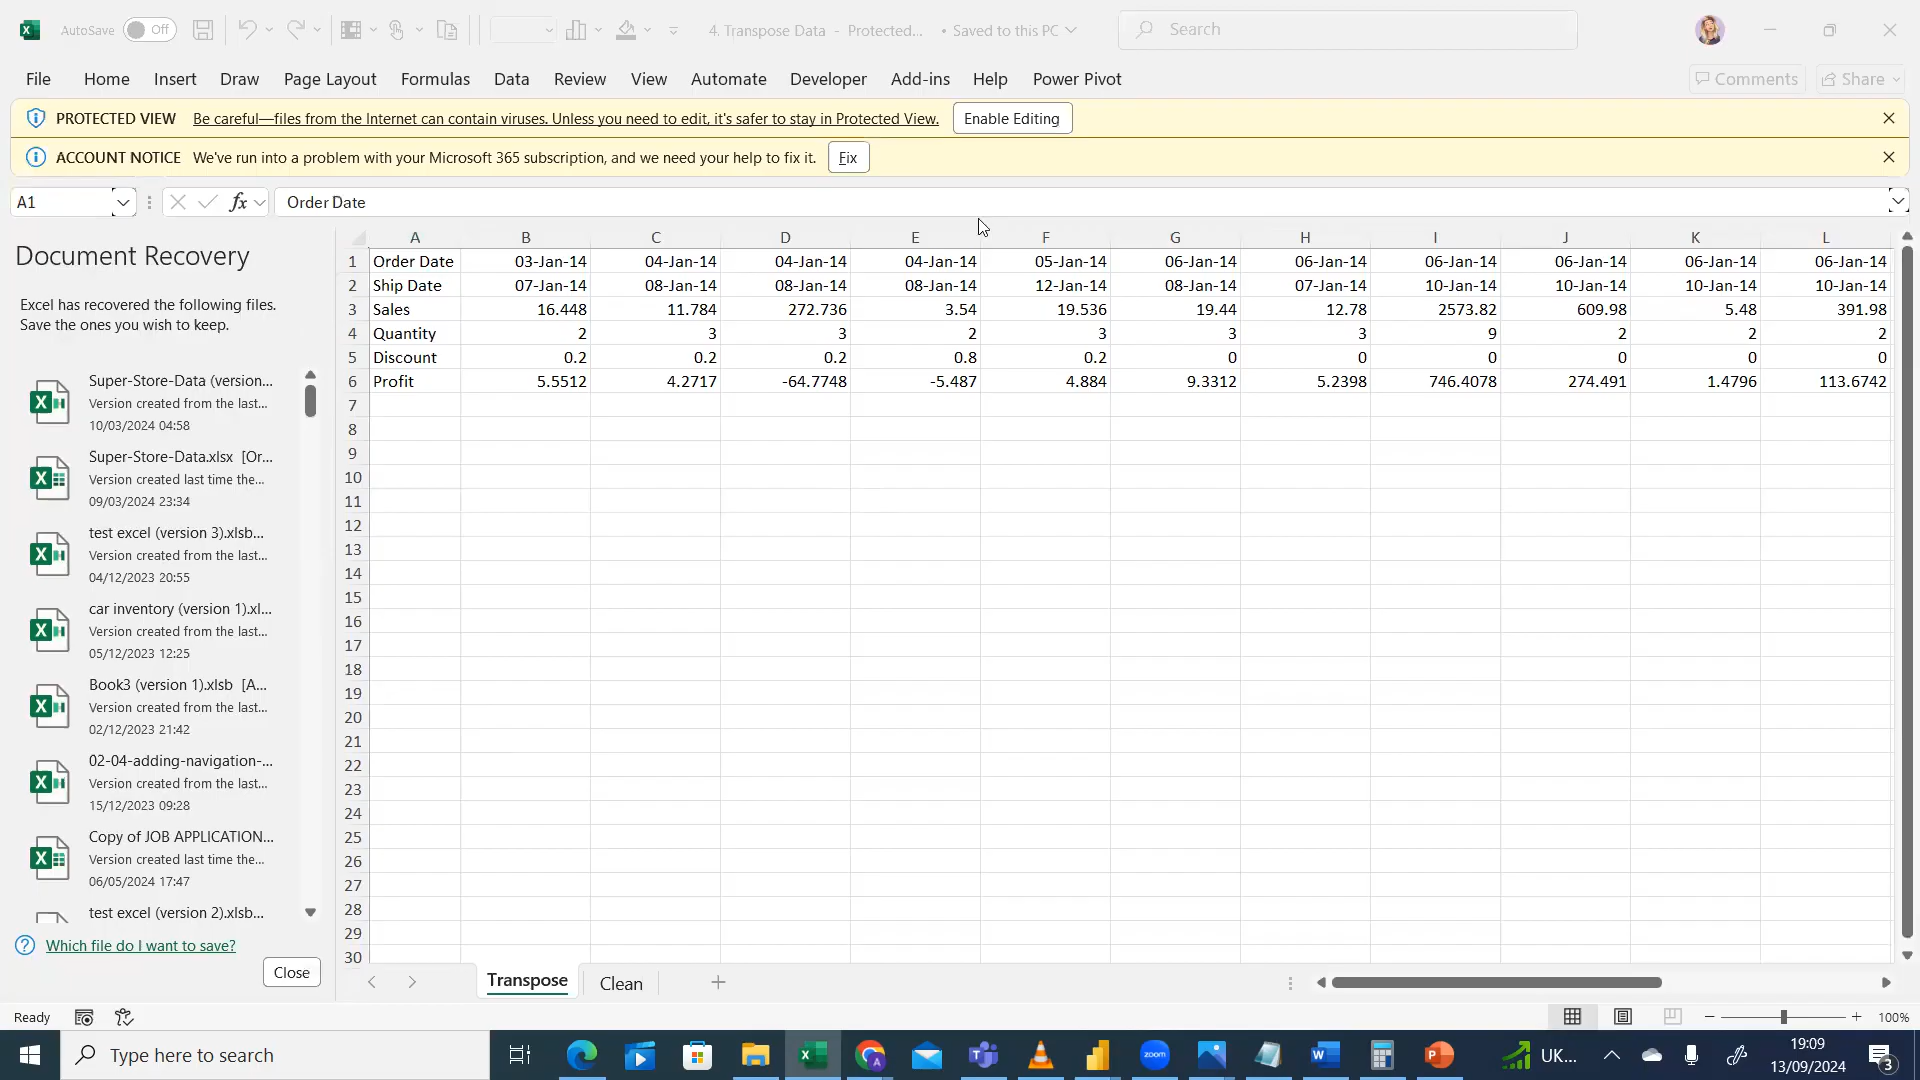 AutoSave Off 4. Transpose Data - Protected... • Saved to this PC Search
File Home Insert Draw Page Layout Formulas Data Review View Automate Developer Add-ins Help Power Pivot Comments Share
PROTECTED VIEW Be careful—files from the Internet can contain viruses. Unless you need to edit, it's safer to stay in Protected View. Enable Editing
ACCOUNT NOTICE We've run into a problem with your Microsoft 365 subscription, and we need your help to fix it. Fix
A1 fx Order Date
Document Recovery
Excel has recovered the following files.
Save the ones you wish to keep.
Super-Store-Data (version...
Version created from the last...
10/03/2024 04:58
Super-Store-Data.xlsx [Or...
Version created last time the...
09/03/2024 23:34
test excel (version 3).xlsb...
Version created from the last...
04/12/2023 20:55
car inventory (version 1).xl...
Version created from the last...
05/12/2023 12:25
Book3 (version 1).xlsb [A...
Version created from the last...
02/12/2023 21:42
02-04-adding-navigation-...
Version created from the last...
15/12/2023 09:28
Copy of JOB APPLICATION...
Version created last time the...
06/05/2024 17:47
test excel (version 2).xlsb...
Which file do I want to save?
Close
A B C D E F G H I J K L
1 Order Date 03-Jan-14 04-Jan-14 04-Jan-14 04-Jan-14 05-Jan-14 06-Jan-14 06-Jan-14 06-Jan-14 06-Jan-14 06-Jan-14 06-Jan-14
2 Ship Date 07-Jan-14 08-Jan-14 08-Jan-14 08-Jan-14 12-Jan-14 08-Jan-14 07-Jan-14 10-Jan-14 10-Jan-14 10-Jan-14 10-Jan-14
3 Sales 16.448 11.784 272.736 3.54 19.536 19.44 12.78 2573.82 609.98 5.48 391.98
4 Quantity 2 3 3 2 3 3 3 9 2 2 2
5 Discount 0.2 0.2 0.2 0.8 0.2 0 0 0 0 0 0
6 Profit 5.5512 4.2717 -64.7748 -5.487 4.884 9.3312 5.2398 746.4078 274.491 1.4796 113.6742
7
8
9
10
11
12
13
14
15
16
17
18
19
20
21
22
23
24
25
26
27
28
29
30
Transpose Clean
Ready 100%
Type here to search zoom UK... 19:09
13/09/2024 3